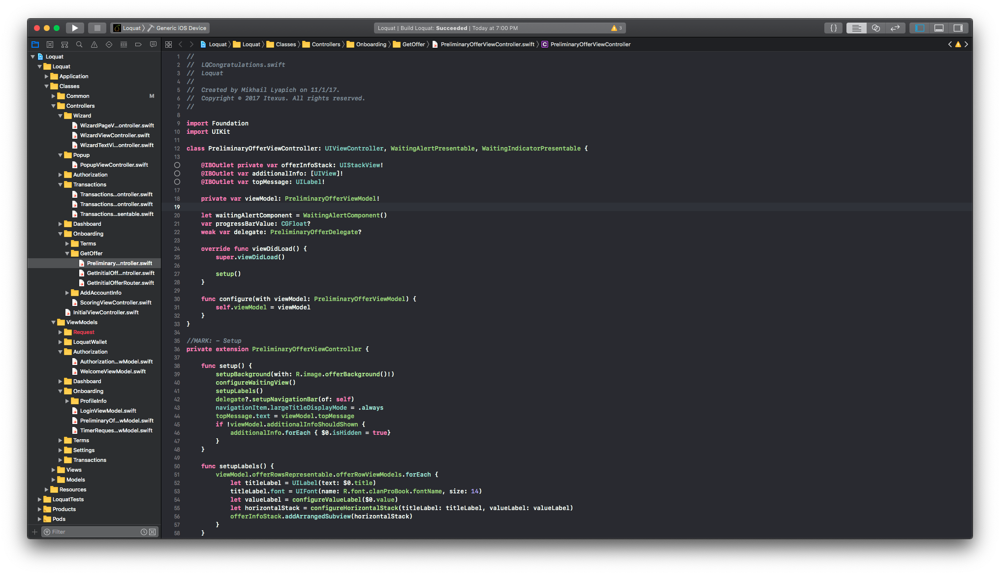 Loquat 〉 Generic iOS Device
Loquat | Build Loquat: Succeeded | Today at 7:00 PM
3
{}
Loquat 〉 Loquat 〉 Classes 〉 Controllers 〉 Onboarding 〉 GetOffer 〉 PreliminaryOfferViewController.swift 〉 C PreliminaryOfferViewController
Loquat
Loquat
Application
Classes
Common M
Controllers
Wizard
WizardPageV...ontroller.swift
WizardViewController.swift
WizardTextVi...ontroller.swift
Popup
PopupViewController.swift
Authorization
Transactions
Transactions...ontroller.swift
Transactions...ontroller.swift
Transactions...sentable.swift
Dashboard
Onboarding
Terms
GetOffer
Preliminary...ntroller.swift
GetInitialOff...ntroller.swift
GetInitialOfferRouter.swift
AddAccountInfo
ScoringViewController.swift
InitialViewController.swift
ViewModels
Request
LoquatWallet
Authorization
Authorization...wModel.swift
WelcomeViewModel.swift
Dashboard
Onboarding
ProfileInfo
LoginViewModel.swift
PreliminaryOf...wModel.swift
TimerReques...wModel.swift
Terms
Settings
Transactions
Views
Models
Resources
LoquatTests
Products
Pods
Filter
1 //
2 //  LQCongratulations.swift
3 //  Loquat
4 //
5 //  Created by Mikhail Lyapich on 11/1/17.
6 //  Copyright © 2017 Itexus. All rights reserved.
7 //
8
9 import Foundation
10 import UIKit
11
12 class PreliminaryOfferViewController: UIViewController, WaitingAlertPresentable, WaitingIndicatorPresentable {
13
@IBOutlet private var offerInfoStack: UIStackView!
@IBOutlet var additionalInfo: [UIView]!
@IBOutlet var topMessage: UILabel!
17
18     private var viewModel: PreliminaryOfferViewModel!
19
20     let waitingAlertComponent = WaitingAlertComponent()
21     var progressBarValue: CGFloat?
22     weak var delegate: PreliminaryOfferDelegate?
23
24     override func viewDidLoad() {
25         super.viewDidLoad()
26
27         setup()
28     }
29
30     func configure(with viewModel: PreliminaryOfferViewModel) {
31         self.viewModel = viewModel
32     }
33 }
34
35 //MARK: - Setup
36 private extension PreliminaryOfferViewController {
37
38     func setup() {
39         setupBackground(with: R.image.offerBackground()!)
40         configureWaitingView()
41         setupLabels()
42         delegate?.setupNavigationBar(of: self)
43         navigationItem.largeTitleDisplayMode = .always
44         topMessage.text = viewModel.topMessage
45         if !viewModel.additionalInfoShouldShown {
46             additionalInfo.forEach { $0.isHidden = true}
47         }
48     }
49
50     func setupLabels() {
51         viewModel.offerRowsRepresentable.offerRowViewModels.forEach {
52             let titleLabel = UILabel(text: $0.title)
53             titleLabel.font = UIFont(name: R.font.clanProBook.fontName, size: 14)
54             let valueLabel = configureValueLabel($0.value)
55             let horizontalStack = configureHorizontalStack(titleLabel: titleLabel, valueLabel: valueLabel)
56             offerInfoStack.addArrangedSubview(horizontalStack)
57         }
58     }